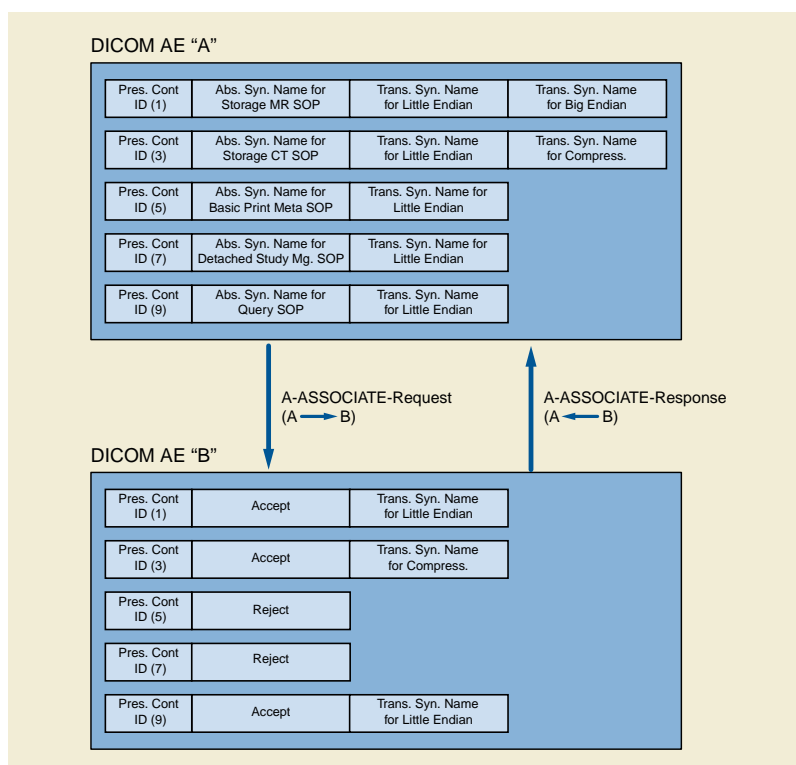 DICOM AE “A”
Pres. Cont
ID (1)
Abs. Syn. Name for
Storage MR SOP
Trans. Syn. Name
for Little Endian
Trans. Syn. Name
for Big Endian
Pres. Cont
ID (3)
Abs. Syn. Name for
Storage CT SOP
Trans. Syn. Name
for Little Endian
Trans. Syn. Name
for Compress.
Pres. Cont
ID (5)
Abs. Syn. Name for
Basic Print Meta SOP
Trans. Syn. Name for
Little Endian
Pres. Cont
ID (7)
Abs. Syn. Name for
Detached Study Mg. SOP
Trans. Syn. Name for
Little Endian
Pres. Cont
ID (9)
Abs. Syn. Name for
Query SOP
Trans. Syn. Name
for Little Endian
A-ASSOCIATE-Request
(A B)
A-ASSOCIATE-Response
(A B)
DICOM AE “B”
Pres. Cont
ID (1)
Accept
Trans. Syn. Name
for Little Endian
Pres. Cont
ID (3)
Accept
Trans. Syn. Name
for Compress.
Pres. Cont
ID (5)
Reject
Pres. Cont
ID (7)
Reject
Pres. Cont
ID (9)
Accept
Trans. Syn. Name
for Little Endian